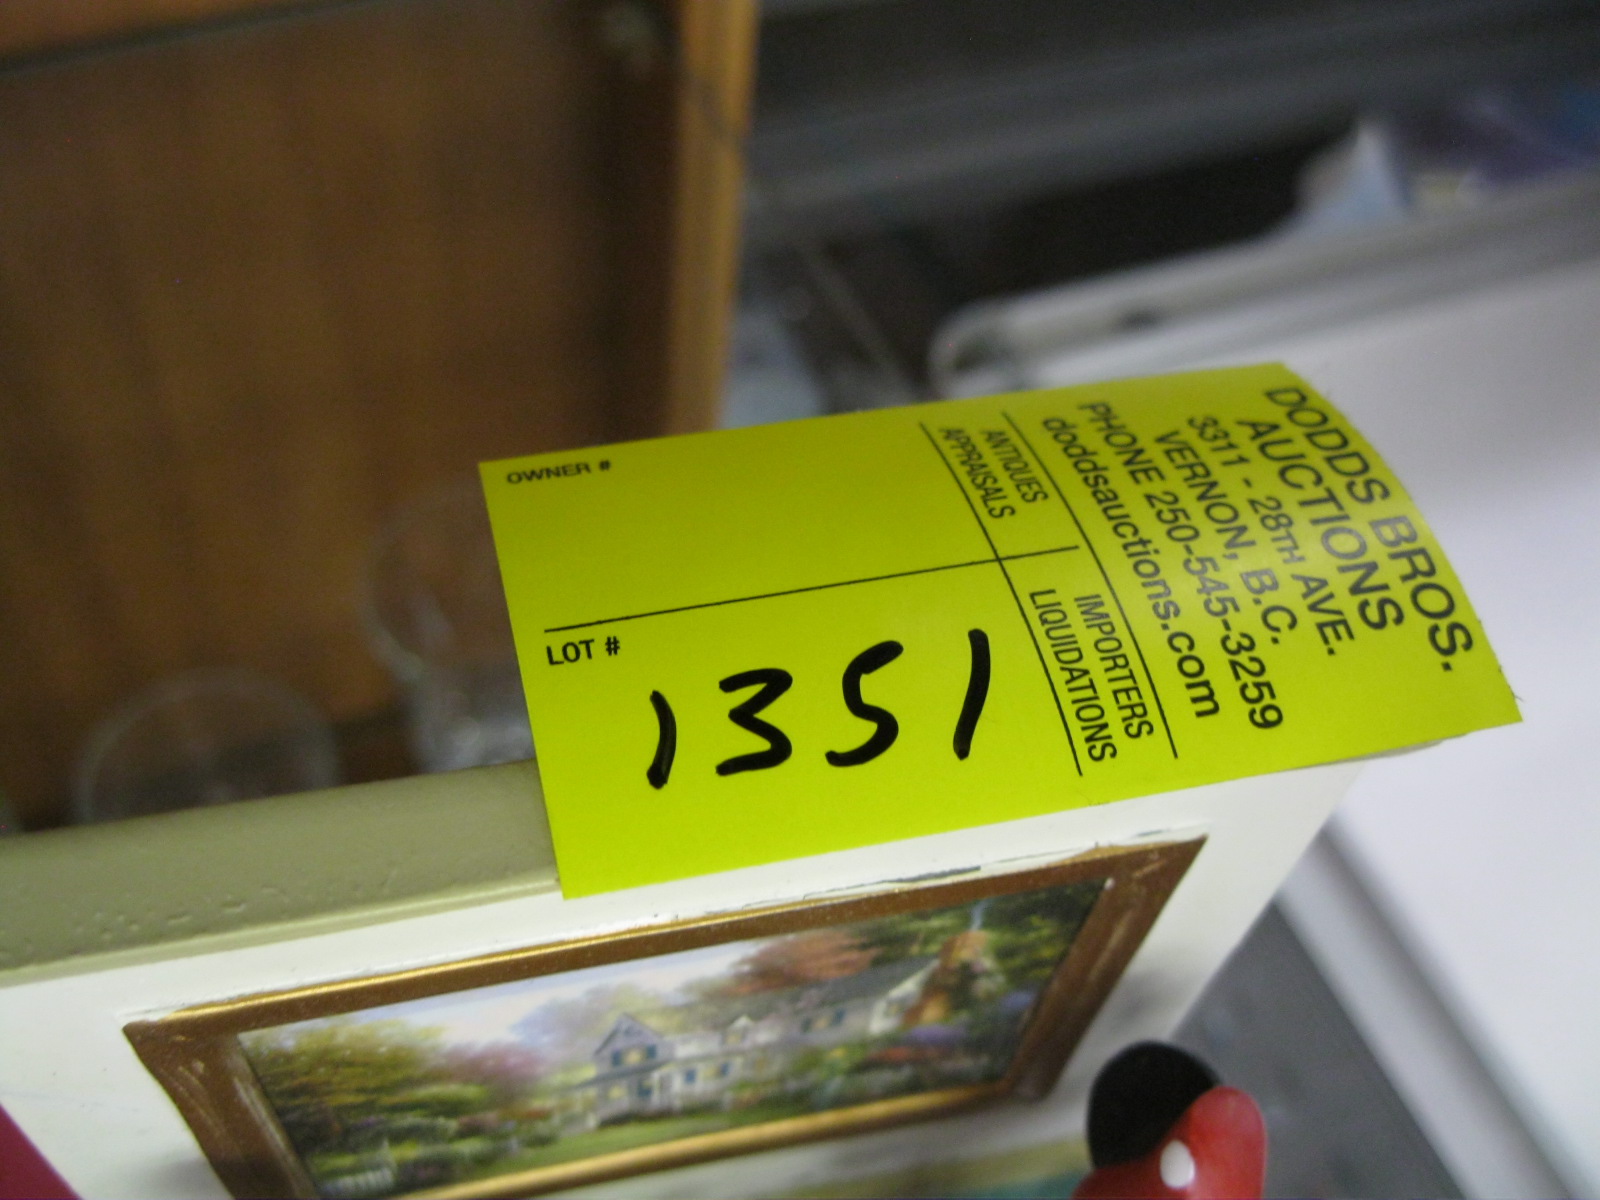 DODDS BROS.
AUCTIONS
3311 - 28TH AVE.
VERNON, B.C.
PHONE 250-545-3259
doddsauctions.com
ANTIQUES
APPRAISALS
IMPORTERS
LIQUIDATIONS
OWNER #
LOT #
1351